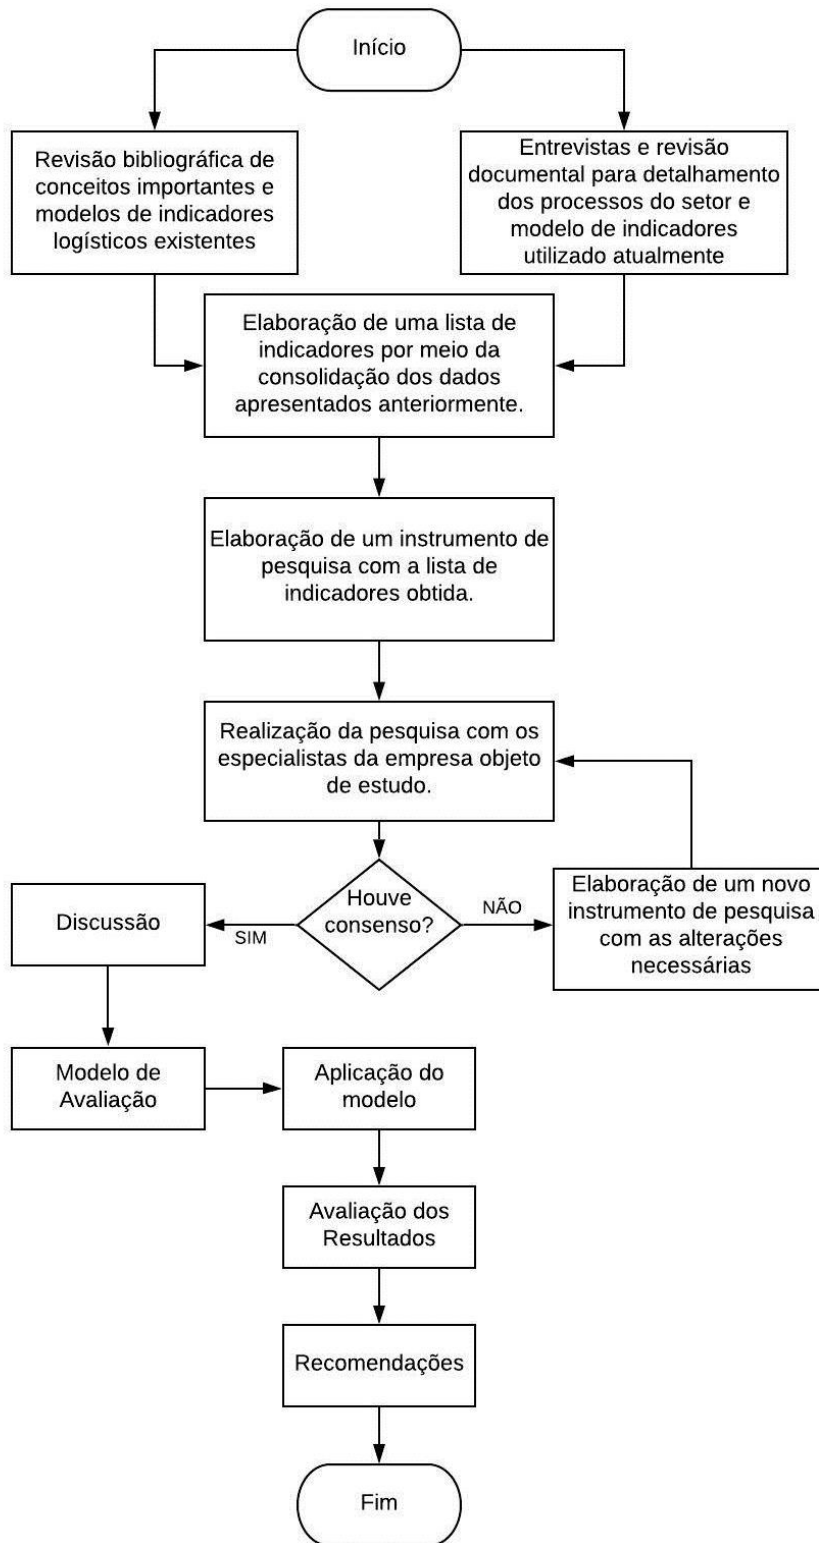 Início
Revisão bibliográfica de
conceitos importantes e
modelos de indicadores
logísticos existentes
Entrevistas e revisão
documental para detalhamento
dos processos do setor e
modelo de indicadores
utilizado atualmente
Elaboração de uma lista de
indicadores por meio da
consolidação dos dados
apresentados anteriormente.
Elaboração de um instrumento de
pesquisa com a lista de
indicadores obtida.
Realização da pesquisa com os
especialistas da empresa objeto
de estudo.
Houve
consenso?
SIM
NÃO
Discussão
Elaboração de um novo
instrumento de pesquisa
com as alterações
necessárias
Modelo de
Avaliação
Aplicação do
modelo
Avaliação dos
Resultados
Recomendações
Fim